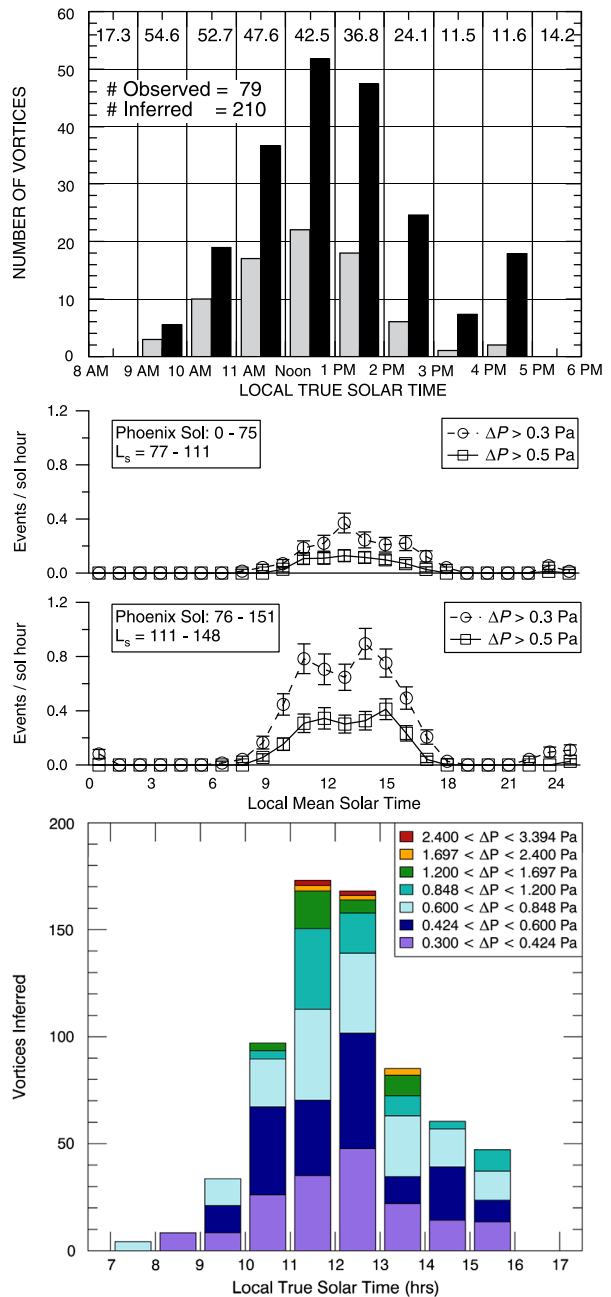 60
17.3 54.6 52.7 47.6 42.5 36.8 24.1 11.5 11.6 14.2
# Observed = 79
# Inferred = 210
50
40
30
20
10
0
NUMBER OF VORTICES
8 AM 9 AM 10 AM 11 AM Noon 1 PM 2 PM 3 PM 4 PM 5 PM 6 PM
LOCAL TRUE SOLAR TIME
1.2
Phoenix Sol: 0 - 75
Ls = 77 - 111
ΔP > 0.3 Pa
ΔP > 0.5 Pa
0.8
0.4
0.0
Events / sol hour
1.2
Phoenix Sol: 76 - 151
Ls = 111 - 148
ΔP > 0.3 Pa
ΔP > 0.5 Pa
0.8
0.4
0.0
Events / sol hour
0 3 6 9 12 15 18 21 24
Local Mean Solar Time
200
2.400 < ΔP < 3.394 Pa
1.697 < ΔP < 2.400 Pa
1.200 < ΔP < 1.697 Pa
0.848 < ΔP < 1.200 Pa
0.600 < ΔP < 0.848 Pa
0.424 < ΔP < 0.600 Pa
0.300 < ΔP < 0.424 Pa
150
100
50
0
Vortices Inferred
7 8 9 10 11 12 13 14 15 16 17
Local True Solar Time (hrs)